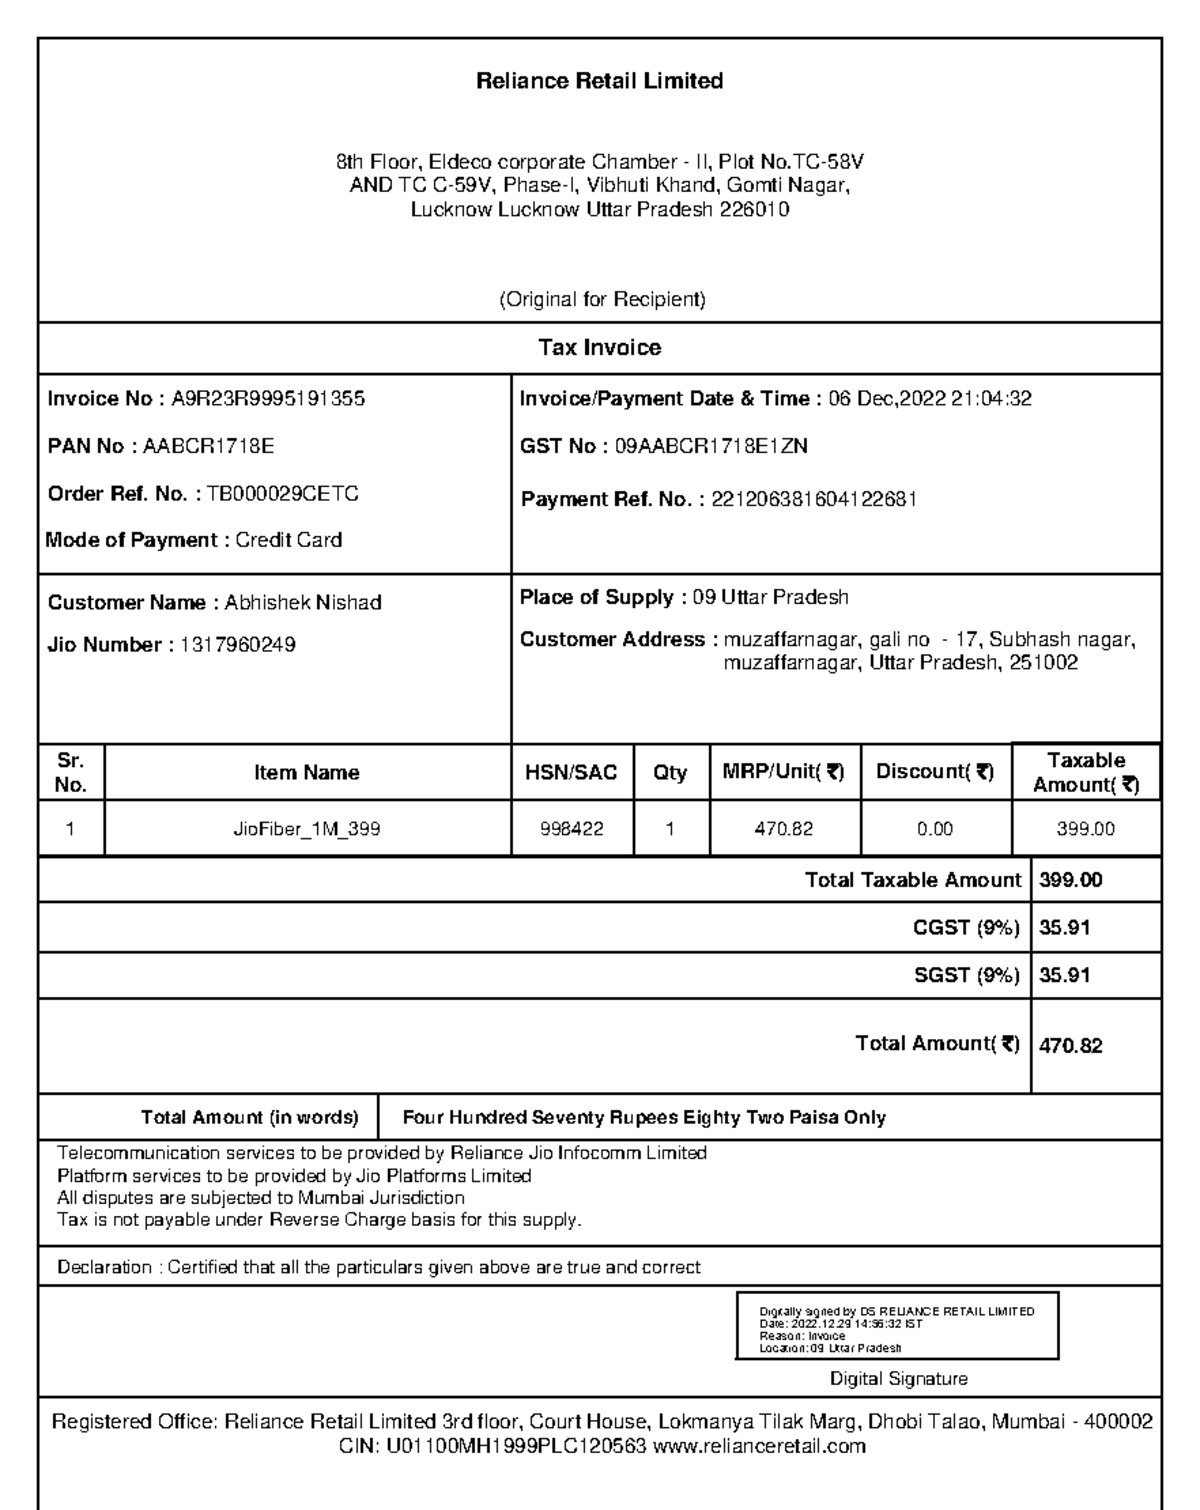 Reliance Retail Limited
8th Floor, Eldeco corporate Chamber - II, Plot No.TC-58V
AND TC C-59V, Phase-I, Vibhuti Khand, Gomti Nagar,
Lucknow Lucknow Uttar Pradesh 226010
(Original for Recipient)
Tax Invoice
Invoice No : A9R23R9995191355
PAN No : AABCR1718E
Order Ref. No. : TB000029CETC
Mode of Payment : Credit Card
Invoice/Payment Date & Time : 06 Dec,2022 21:04:32
GST No : 09AABCR1718E1ZN
Payment Ref. No. : 221206381604122681
Customer Name : Abhishek Nishad
Jio Number : 1317960249
Place of Supply : 09 Uttar Pradesh
Customer Address : muzaffarnagar, gali no - 17, Subhash nagar,
muzaffarnagar, Uttar Pradesh, 251002
Sr. No. Item Name HSN/SAC Qty MRP/Unit( ₹) Discount( ₹) Taxable Amount( ₹)
1 JioFiber_1M_399 998422 1 470.82 0.00 399.00
Total Taxable Amount 399.00
CGST (9%) 35.91
SGST (9%) 35.91
Total Amount( ₹) 470.82
Total Amount (in words) Four Hundred Seventy Rupees Eighty Two Paisa Only
Telecommunication services to be provided by Reliance Jio Infocomm Limited
Platform services to be provided by Jio Platforms Limited
All disputes are subjected to Mumbai Jurisdiction
Tax is not payable under Reverse Charge basis for this supply.
Declaration : Certified that all the particulars given above are true and correct
Digitally signed by DS RELIANCE RETAIL LIMITED
Date: 2022.12.29 14:56:32 IST
Reason: Invoice
Location: 09 Uttar Pradesh
Digital Signature
Registered Office: Reliance Retail Limited 3rd floor, Court House, Lokmanya Tilak Marg, Dhobi Talao, Mumbai - 400002
CIN: U01100MH1999PLC120563 www.relianceretail.com